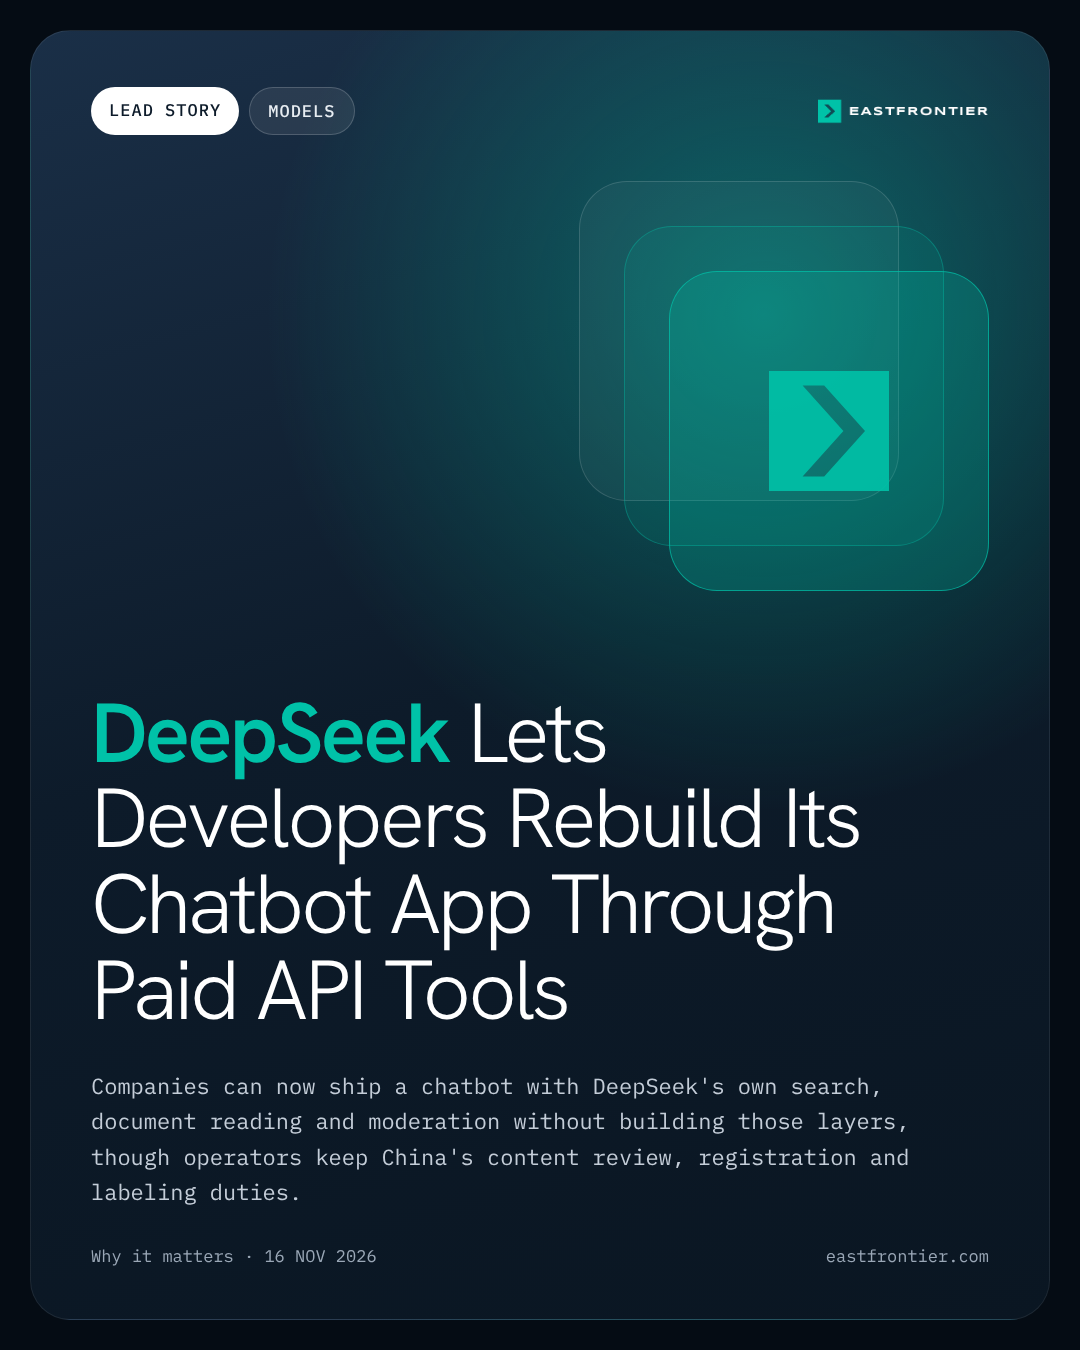 LEAD STORY
MODELS
EASTFRONTIER
DeepSeek Lets
Developers Rebuild Its
Chatbot App Through
Paid API Tools
Companies can now ship a chatbot with DeepSeek's own search,
document reading and moderation without building those layers,
though operators keep China's content review, registration and
labeling duties.
Why it matters · 16 NOV 2026
eastfrontier.com